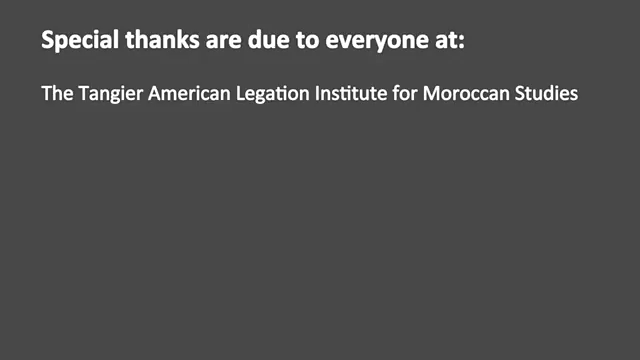 Special thanks are due to everyone at:
The Tangier American Legation Institute for Moroccan Studies